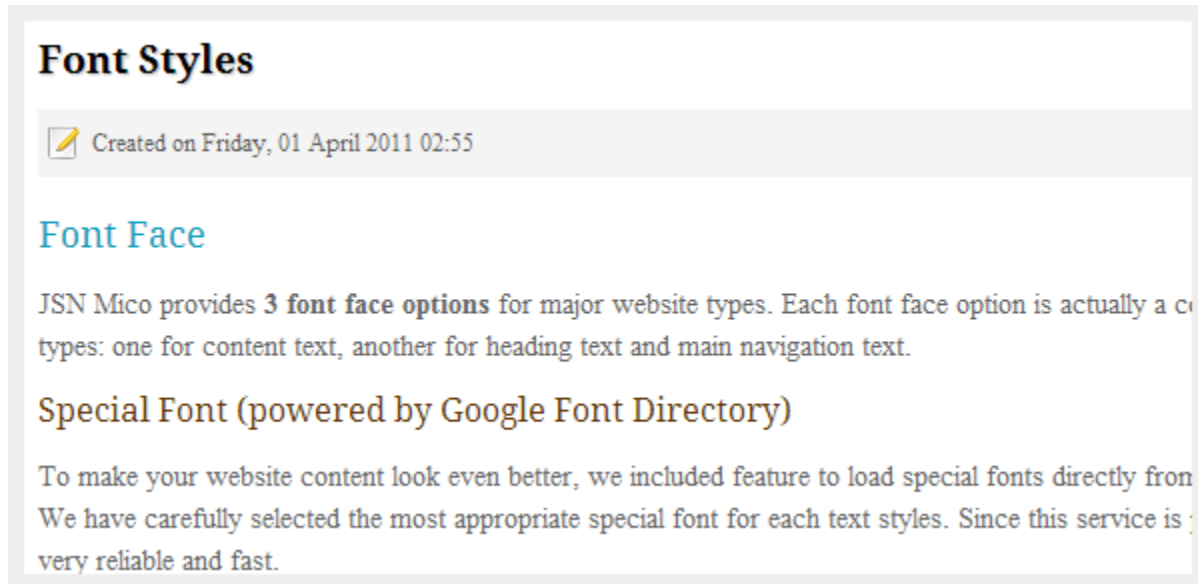 Font Styles
Created on Friday, 01 April 2011 02:55
Font Face
JSN Mico provides 3 font face options for major website types. Each font face option is actually a
types: one for content text, another for heading text and main navigation text.
Special Font (powered by Google Font Directory)
To make your website content look even better, we included feature to load special fonts directly from
We have carefully selected the most appropriate special font for each text styles. Since this service is
very reliable and fast.